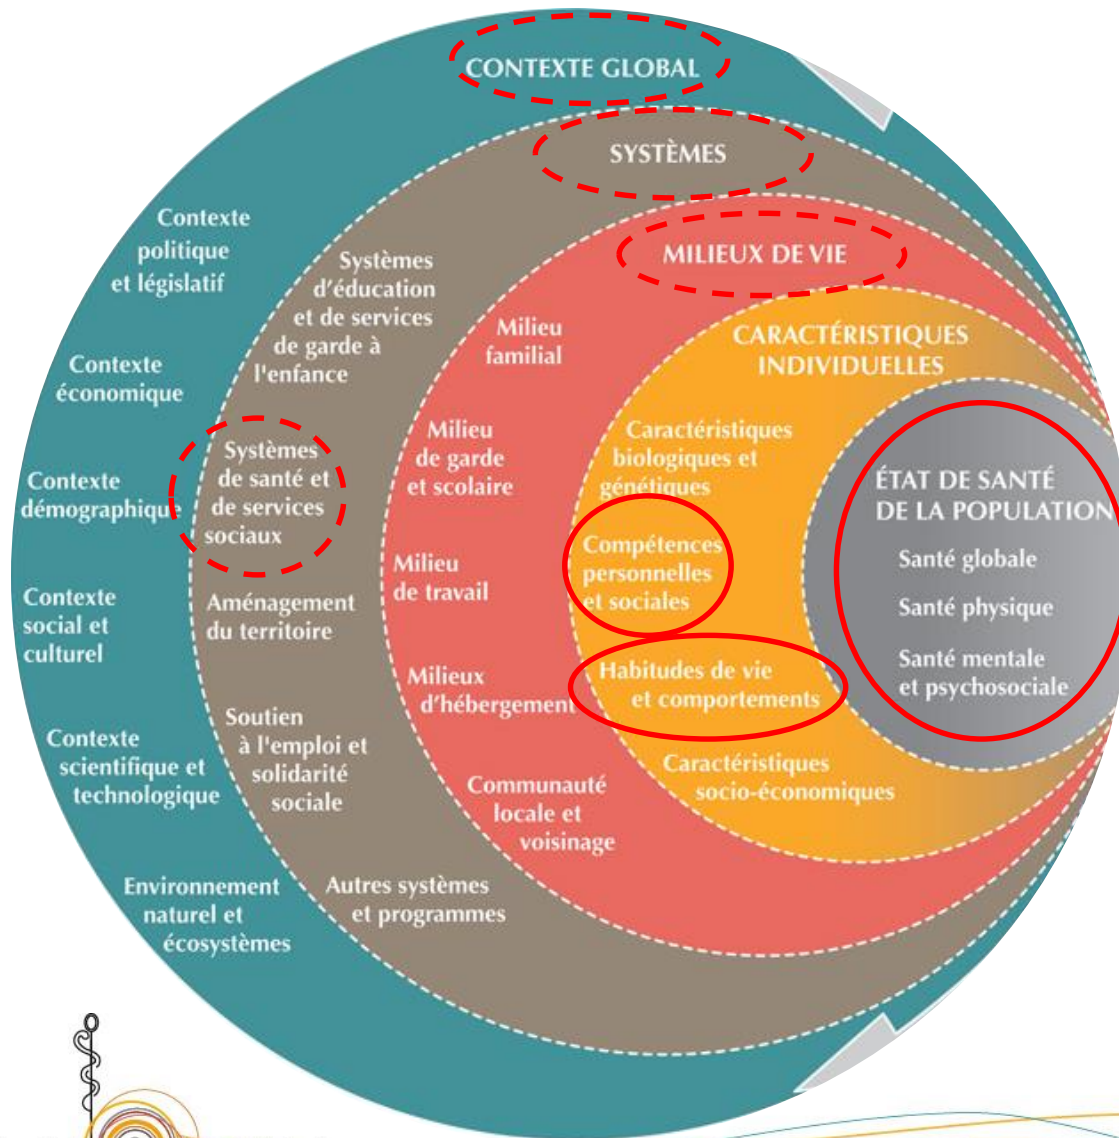 CONTEXTE GLOBAL
SYSTÈMES
MILIEUX DE VIE
CARACTÉRISTIQUES
INDIVIDUELLES
ÉTAT DE SANTÉ
DE LA POPULATION
Santé globale
Santé physique
Santé mentale
et psychosociale
Contexte
politique
et législatif
Contexte
économique
Contexte
démographique
Contexte
social et
culturel
Contexte
scientifique et
technologique
Environnement
naturel et
écosystèmes
Systèmes
d'éducation
et de services
de garde à
l'enfance
Systèmes
de santé et
de services
sociaux
Aménagement
du territoire
Soutien
à l'emploi et
solidarité
sociale
Autres systèmes
et programmes
Milieu
familial
Milieu
de garde
et scolaire
Milieu
de travail
Milieux
d'hébergement
Communauté
locale et
voisinage
Caractéristiques
biologiques et
génétiques
Compétences
personnelles
et sociales
Habitudes de vie
et comportements
Caractéristiques
socio-économiques